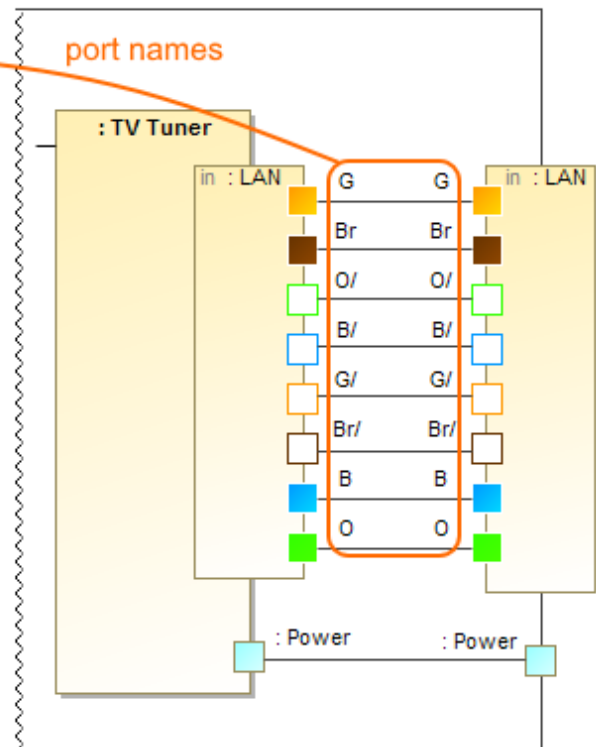 port names
: TV Tuner
in : LAN
in : LAN
G G
Br Br
O/ O/
B/ B/
G/ G/
Br/ Br/
B B
O O
: Power : Power